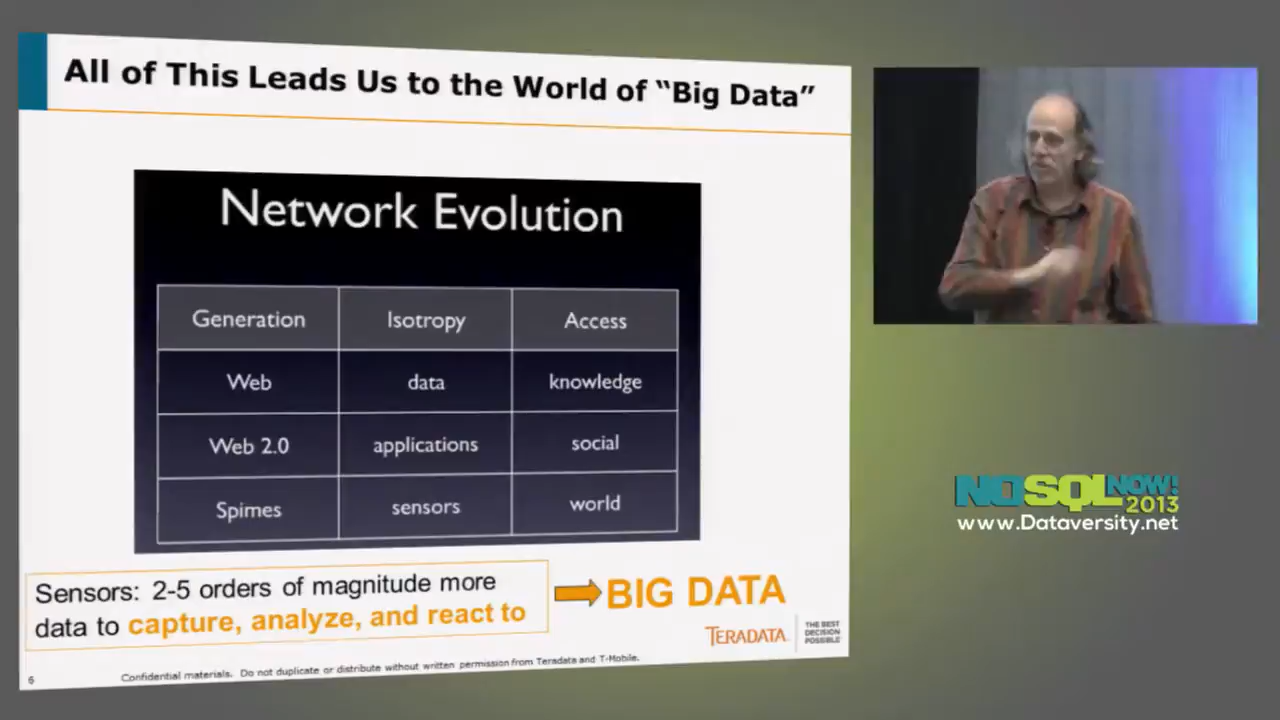 All of This Leads Us to the World of “Big Data”
Network Evolution
Generation Isotropy Access
Web data knowledge
Web 2.0 applications social
Spimes sensors world
Sensors: 2-5 orders of magnitude more
data to capture, analyze, and react to
BIG DATA
TERADATA
THE BEST
DECISION
POSSIBLE
6
Confidential materials. Do not duplicate or distribute without written permission from Teradata and T-Mobile.
NOSQL NOW!
2013
www.Dataversity.net